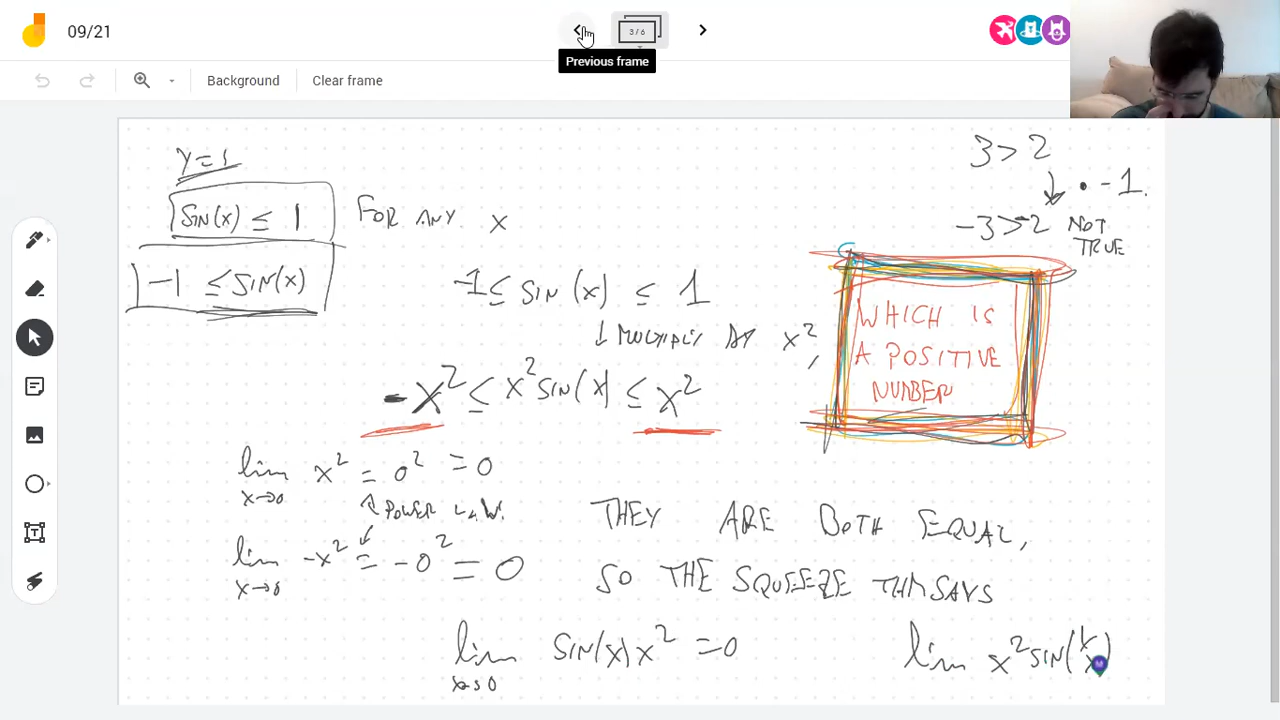 09/21
3 / 6
Previous frame
Background
Clear frame
Y=1
SIN(x) ≤ 1 FOR ANY x
-1 ≤ SIN(x)
3 > 2
↓ • -1.
-3 > -2 NOT TRUE
-1 ≤ SIN (x) ≤ 1
↓ MULTIPLY BY x²,
WHICH IS
A POSITIVE
NUMBER
-x² ≤ x² SIN(x) ≤ x²
lim x→0 x² = 0² = 0
↑ POWER LAW.
lim x→0 -x² = -0² = 0
THEY ARE BOTH EQUAL,
SO THE SQUEEZE THM SAYS
lim x→0 SIN(x) x² = 0
lim x² SIN(